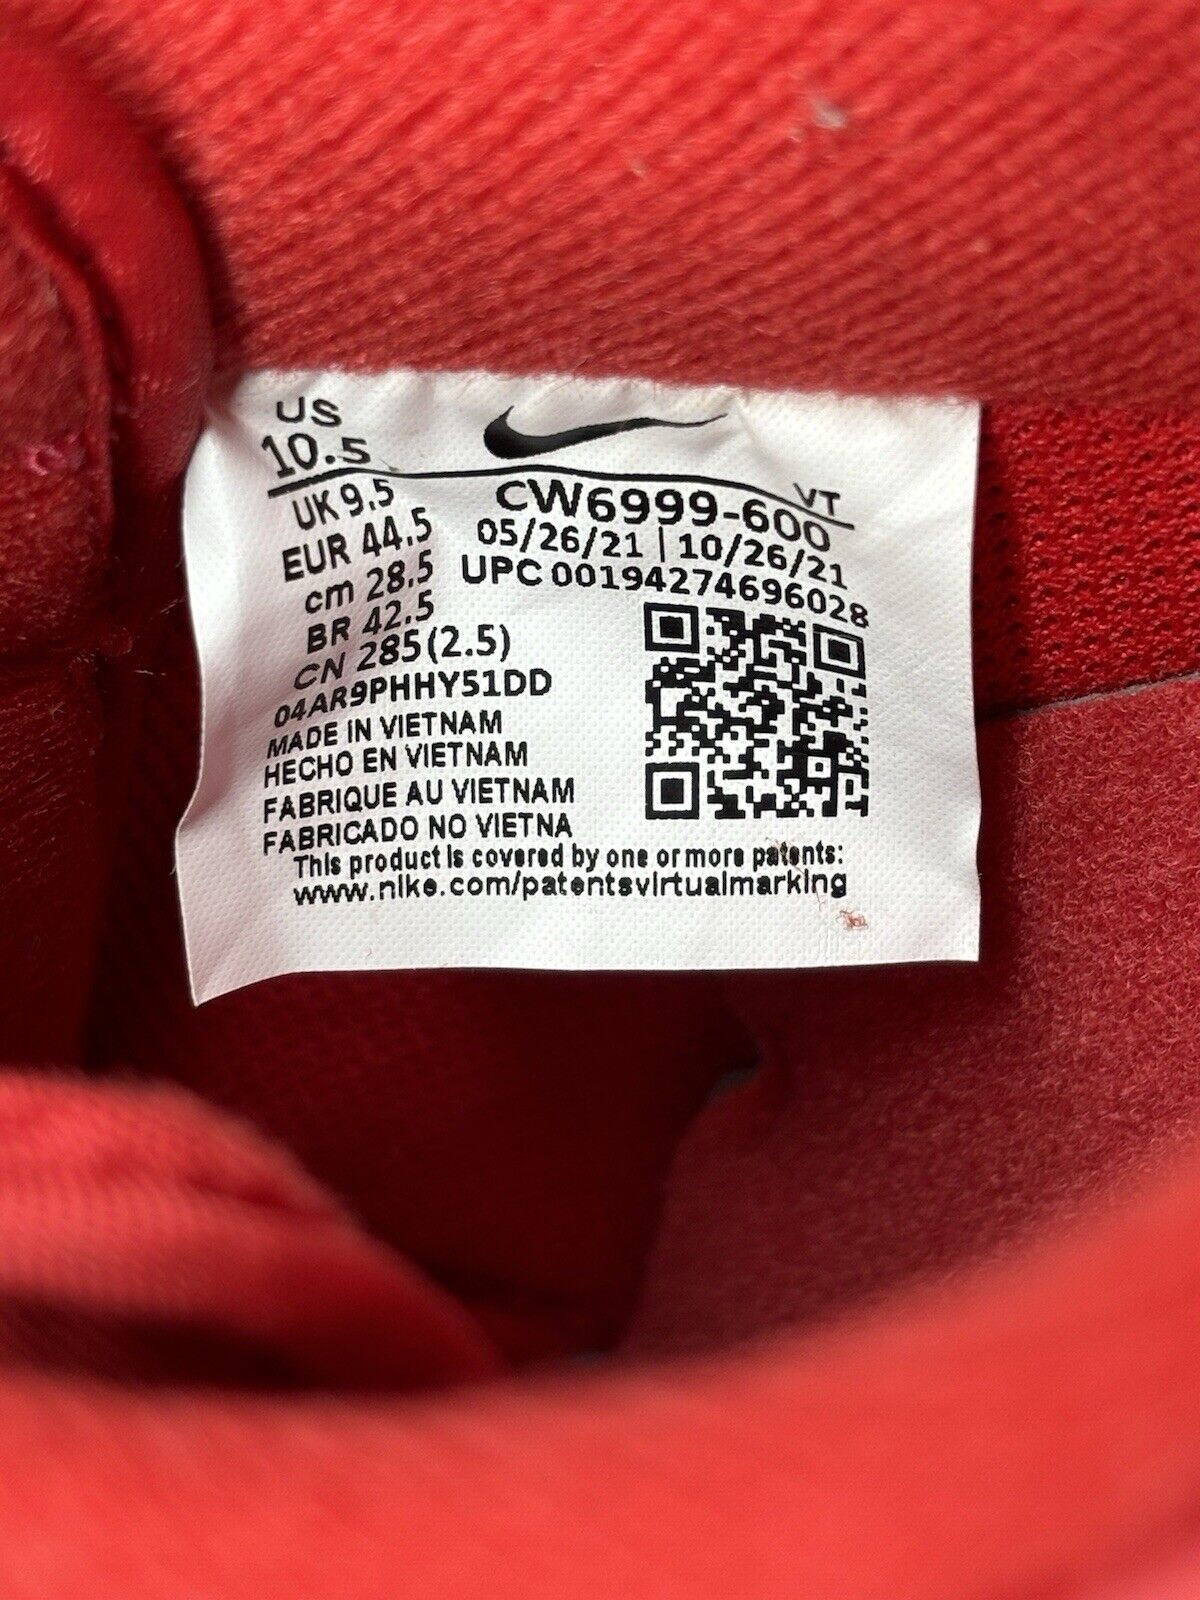 US
10.5
UK 9.5
EUR 44.5
cm 28.5
BR 42.5
CN 285(2.5)
04AR9PHHY51DD
MADE IN VIETNAM
HECHO EN VIETNAM
FABRIQUE AU VIETNAM
FABRICADO NO VIETNA
VT
CW6999-600
05/26/21 | 10/26/21
UPC 00194274696028
This product is covered by one or more patents:
www.nike.com/patentsvirtualmarking